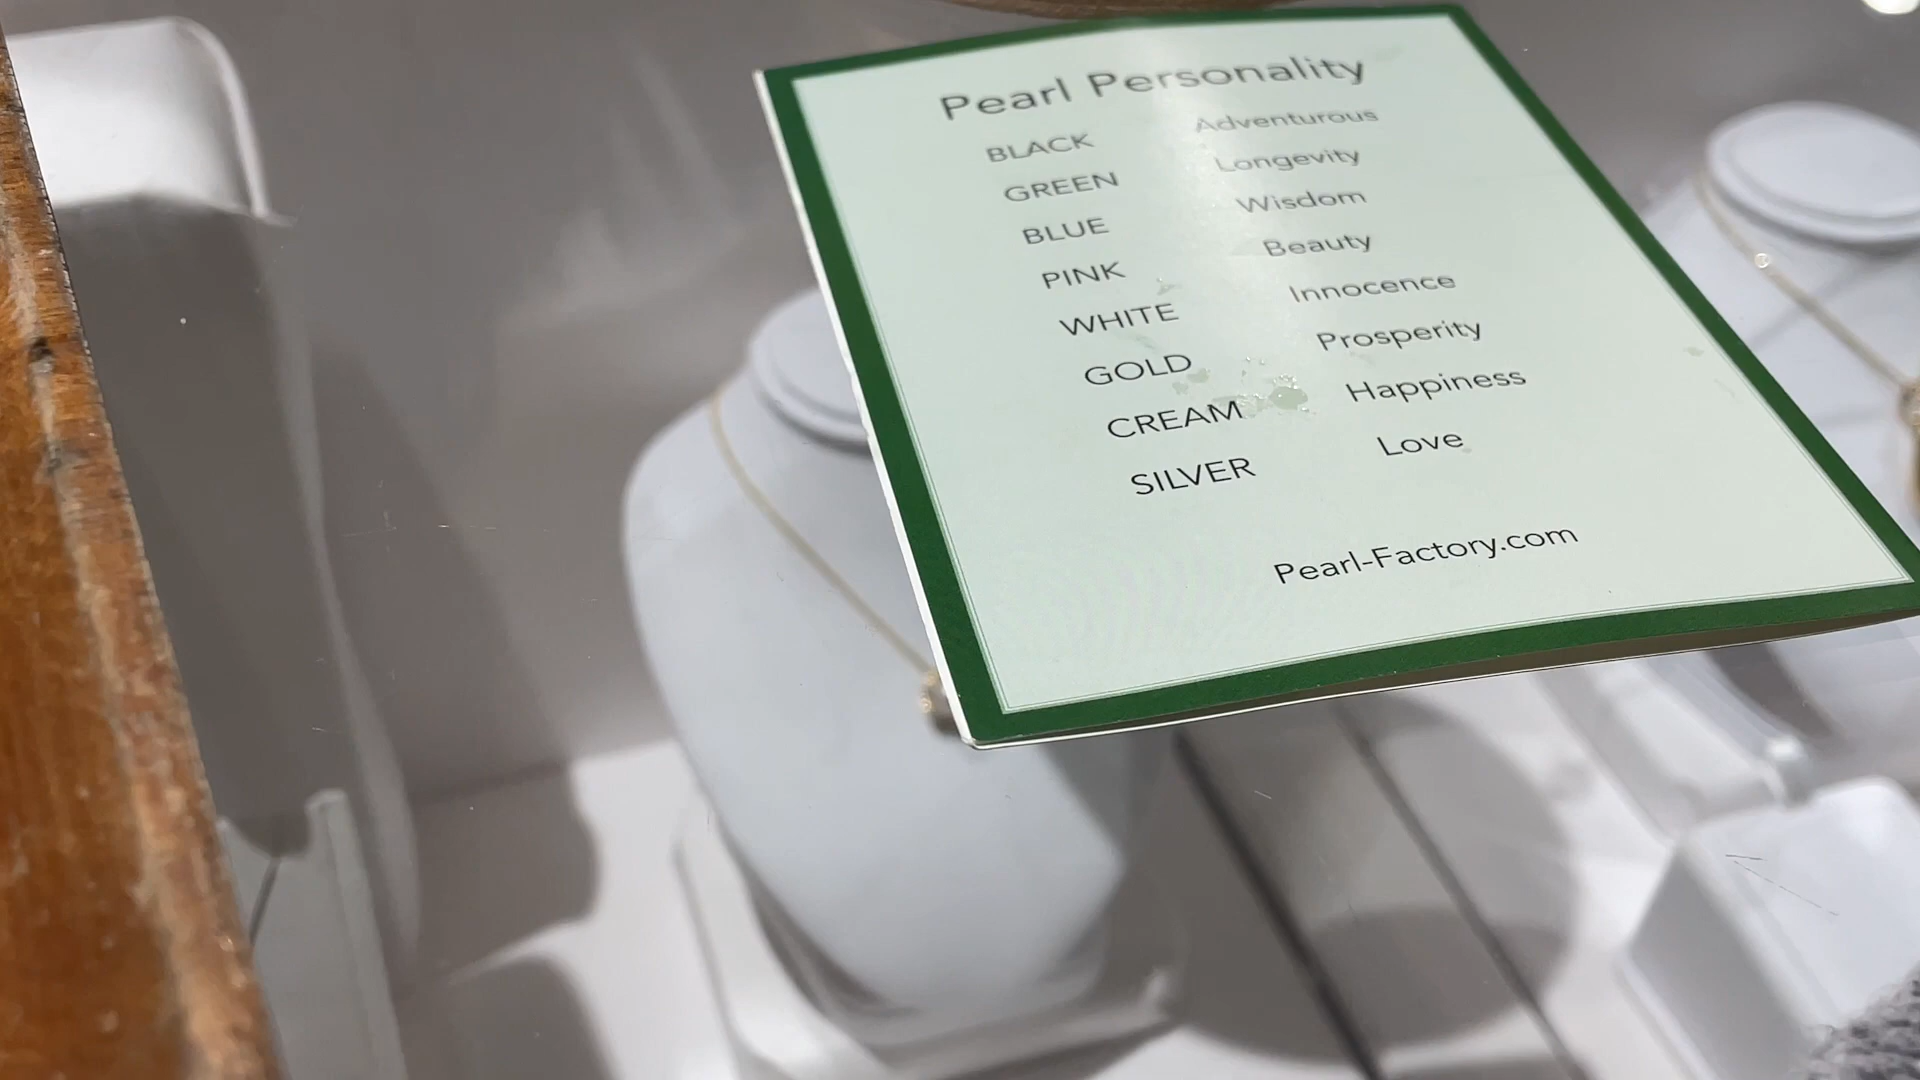 Pearl Personality
BLACK Adventurous
GREEN Longevity
BLUE Wisdom
PINK Beauty
WHITE Innocence
GOLD Prosperity
CREAM Happiness
SILVER Love
Pearl-Factory.com